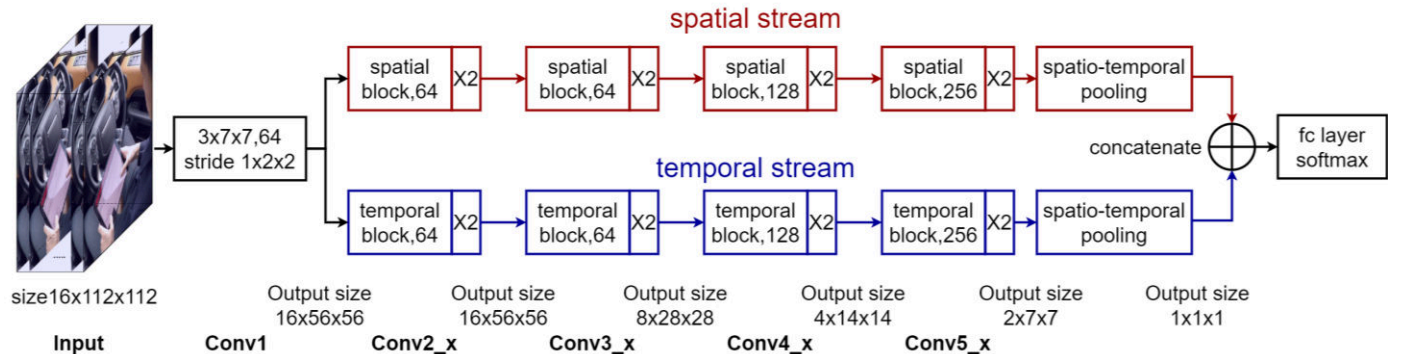 spatial stream
spatial
block,64
X2
spatial
block,64
X2
spatial
block,128
X2
spatial
block,256
X2
spatio-temporal
pooling
3x7x7,64
stride 1x2x2
concatenate
fc layer
softmax
temporal stream
temporal
block,64
X2
temporal
block,64
X2
temporal
block,128
X2
temporal
block,256
X2
spatio-temporal
pooling
.....
size16x112x112
Output size
16x56x56
Output size
16x56x56
Output size
8x28x28
Output size
4x14x14
Output size
2x7x7
Output size
1x1x1
Input
Conv1
Conv2_x
Conv3_x
Conv4_x
Conv5_x